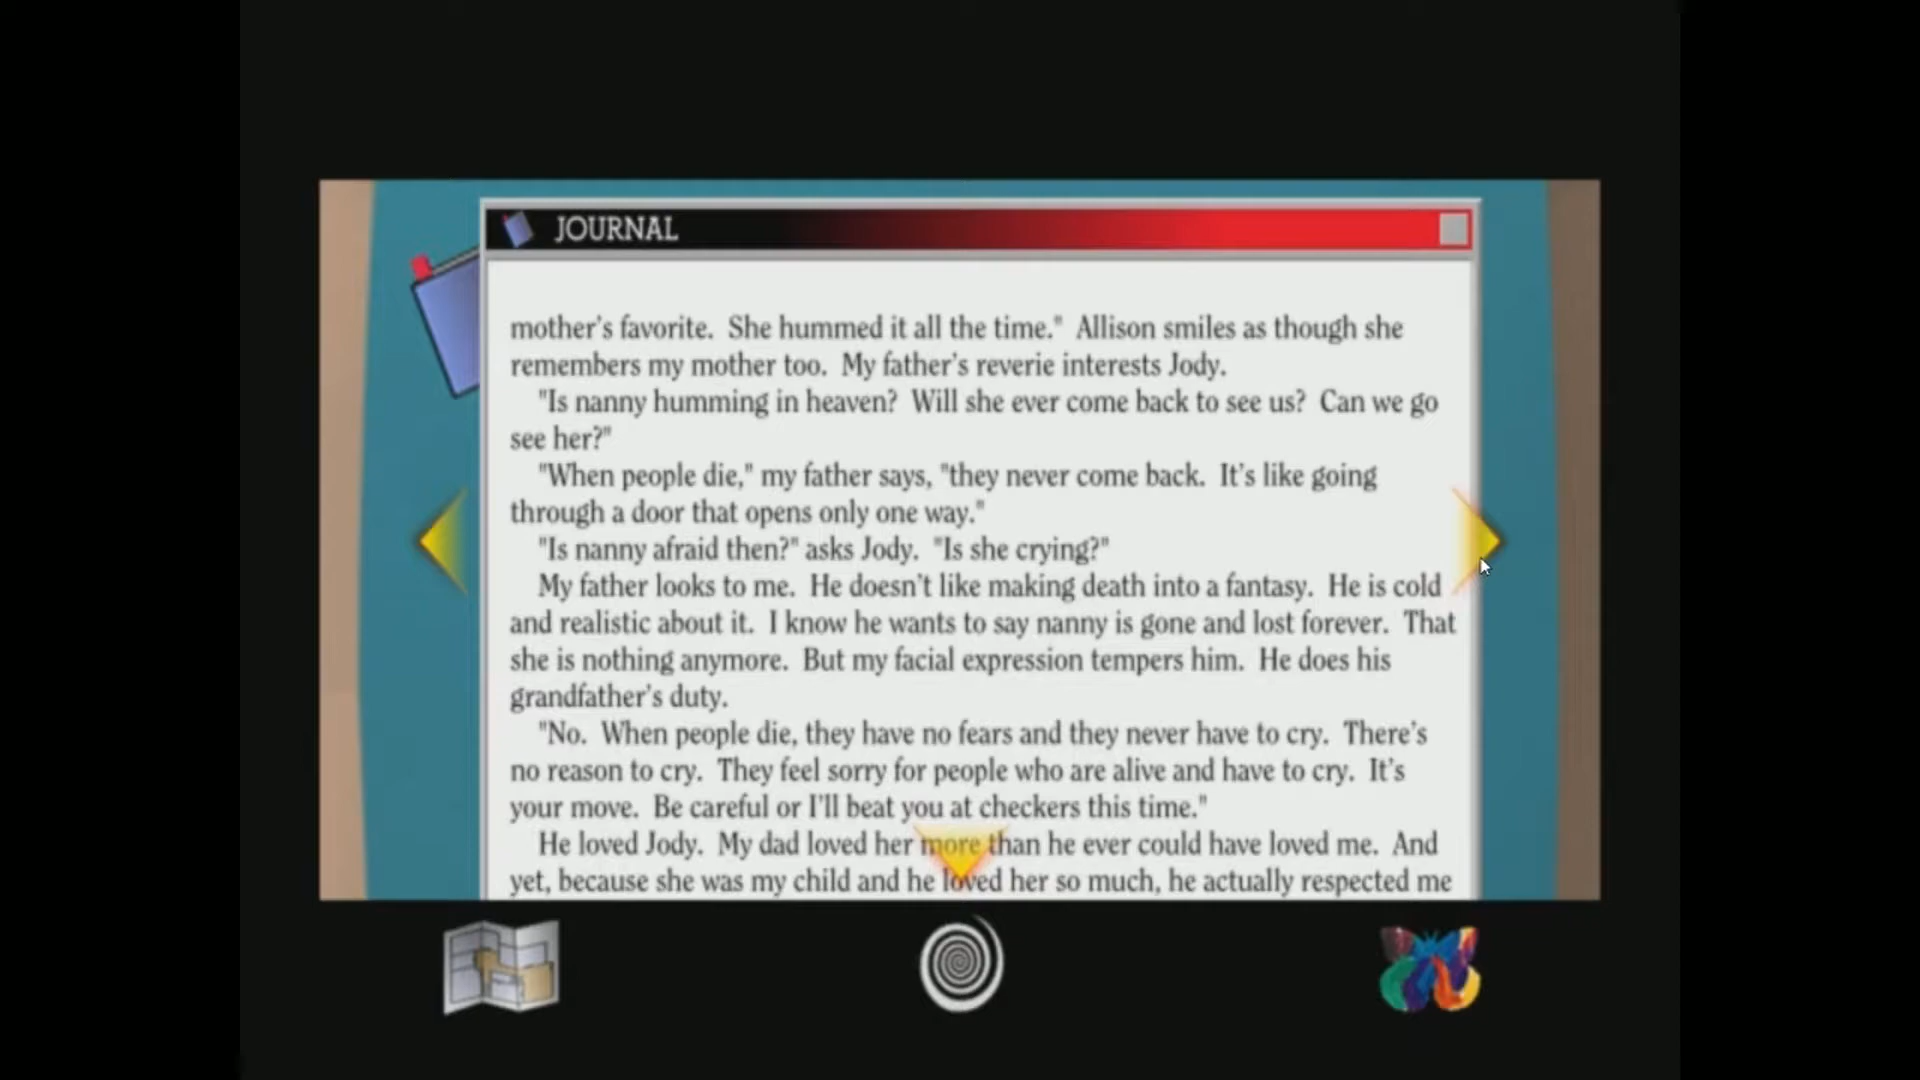 JOURNAL
mother's favorite. She hummed it all the time." Allison smiles as though she
remembers my mother too. My father's reverie interests Jody.
"Is nanny humming in heaven? Will she ever come back to see us? Can we go
see her?"
"When people die," my father says, "they never come back. It's like going
through a door that opens only one way."
"Is nanny afraid then?" asks Jody. "Is she crying?"
My father looks to me. He doesn't like making death into a fantasy. He is cold
and realistic about it. I know he wants to say nanny is gone and lost forever. That
she is nothing anymore. But my facial expression tempers him. He does his
grandfather's duty.
"No. When people die, they have no fears and they never have to cry. There's
no reason to cry. They feel sorry for people who are alive and have to cry. It's
your move. Be careful or I'll beat you at checkers this time."
He loved Jody. My dad loved her more than he ever could have loved me. And
yet, because she was my child and he loved her so much, he actually respected me